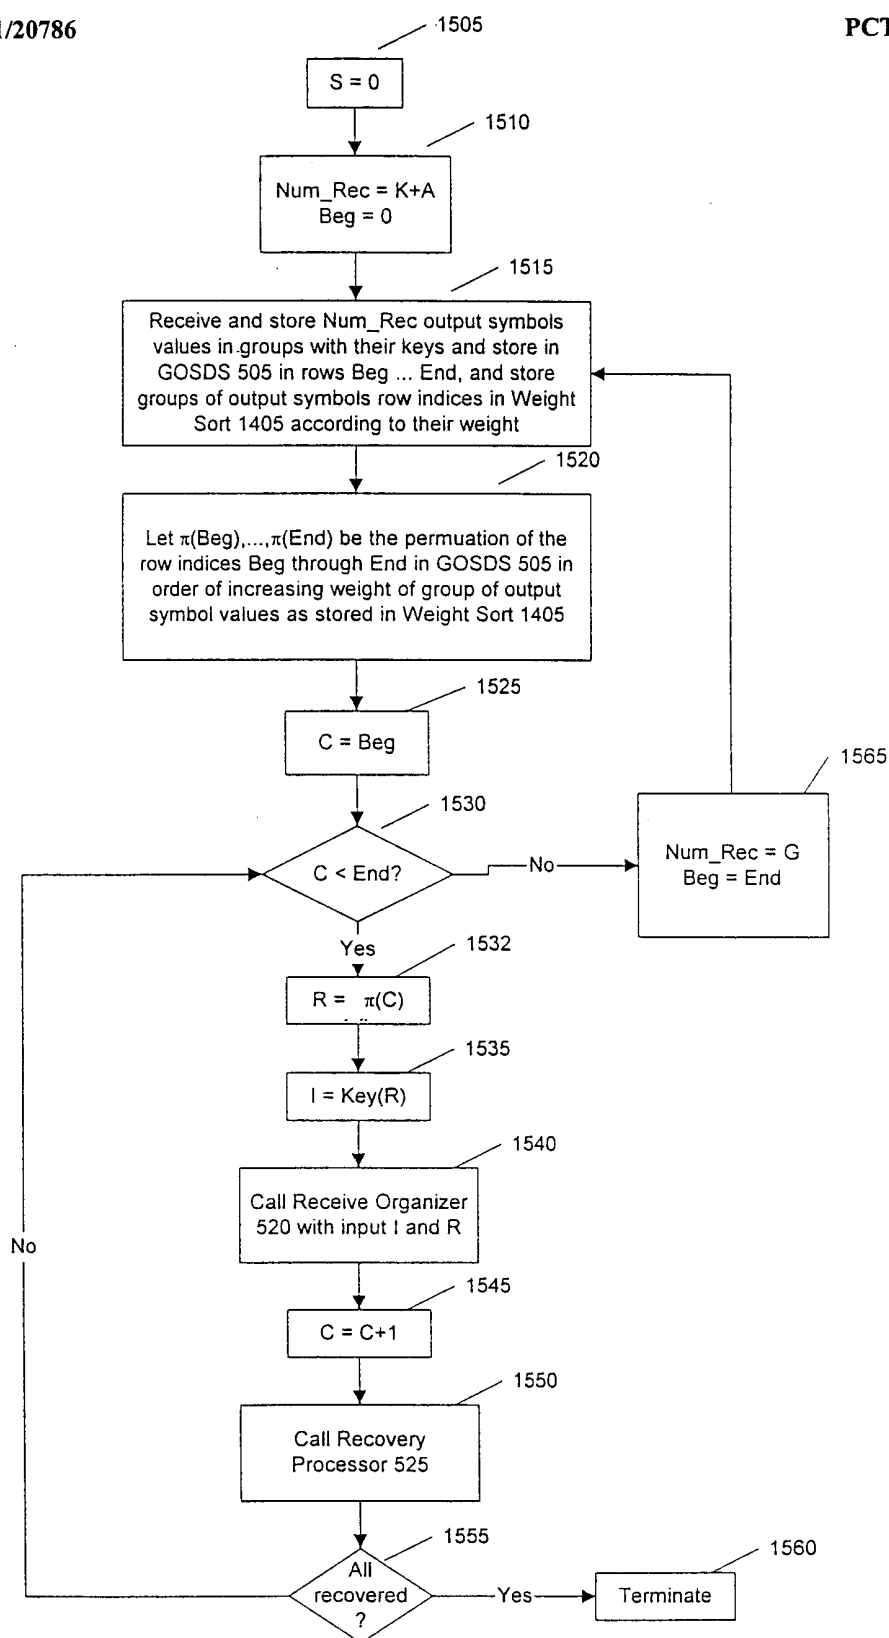 1/20786
PCT
1505
S = 0
1510
Num_Rec = K+A
Beg = 0
1515
Receive and store Num_Rec output symbols
values in groups with their keys and store in
GOSDS 505 in rows Beg ... End, and store
groups of output symbols row indices in Weight
Sort 1405 according to their weight
1520
Let π(Beg),...,π(End) be the permuation of the
row indices Beg through End in GOSDS 505 in
order of increasing weight of group of output
symbol values as stored in Weight Sort 1405
1525
C = Beg
1530
C < End?
No
1565
Num_Rec = G
Beg = End
Yes
1532
R = π(C)
1535
I = Key(R)
1540
Call Receive Organizer
520 with input I and R
No
1545
C = C+1
1550
Call Recovery
Processor 525
1555
All
recovered
?
Yes
1560
Terminate